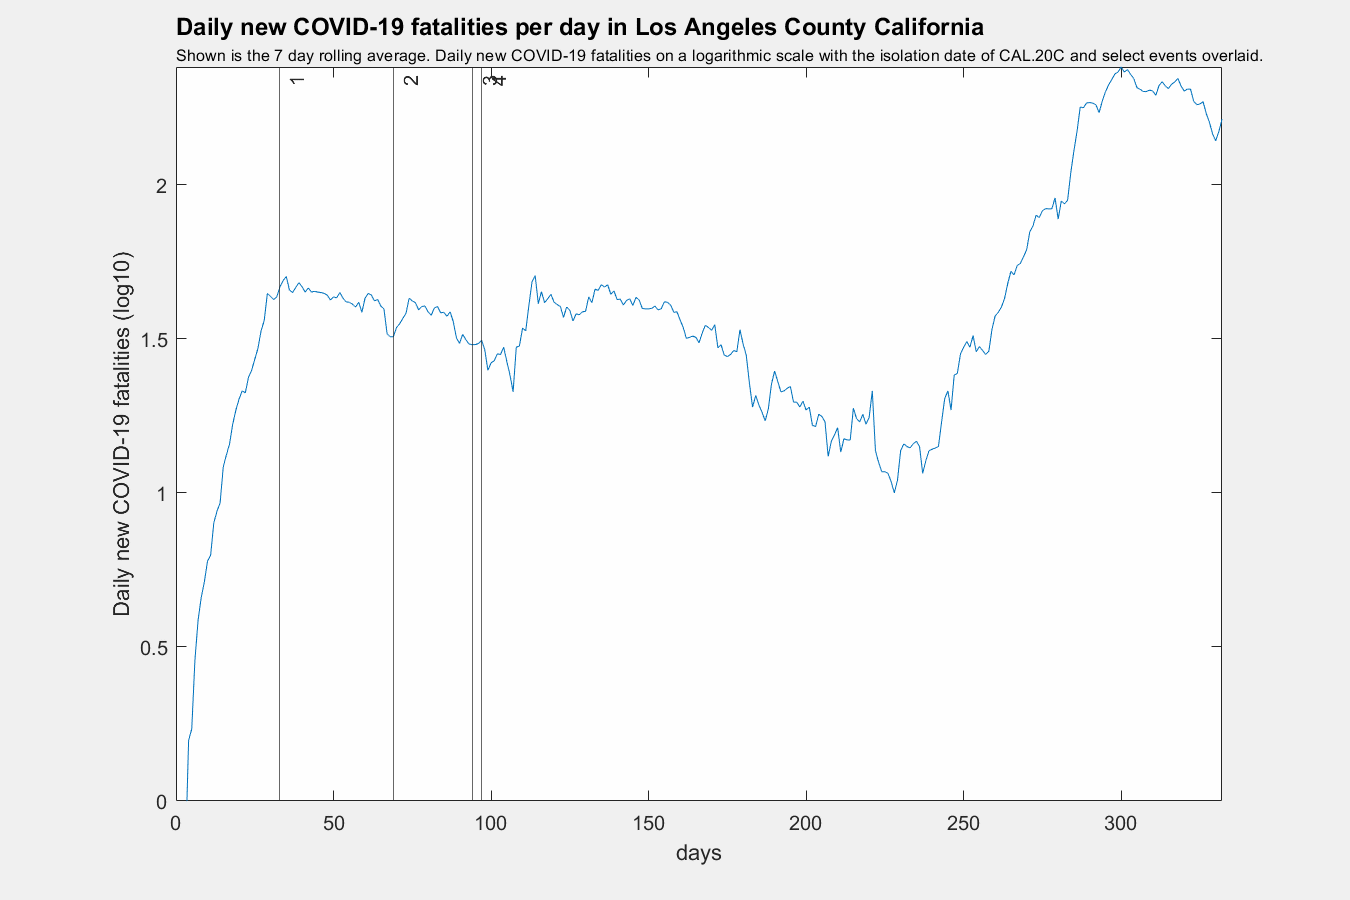 Daily new COVID-19 fatalities per day in Los Angeles County California
Shown is the 7 day rolling average. Daily new COVID-19 fatalities on a logarithmic scale with the isolation date of CAL.20C and select events overlaid.
1
2
3
4
2
1.5
1
0.5
0
Daily new COVID-19 fatalities (log10)
0 50 100 150 200 250 300
days